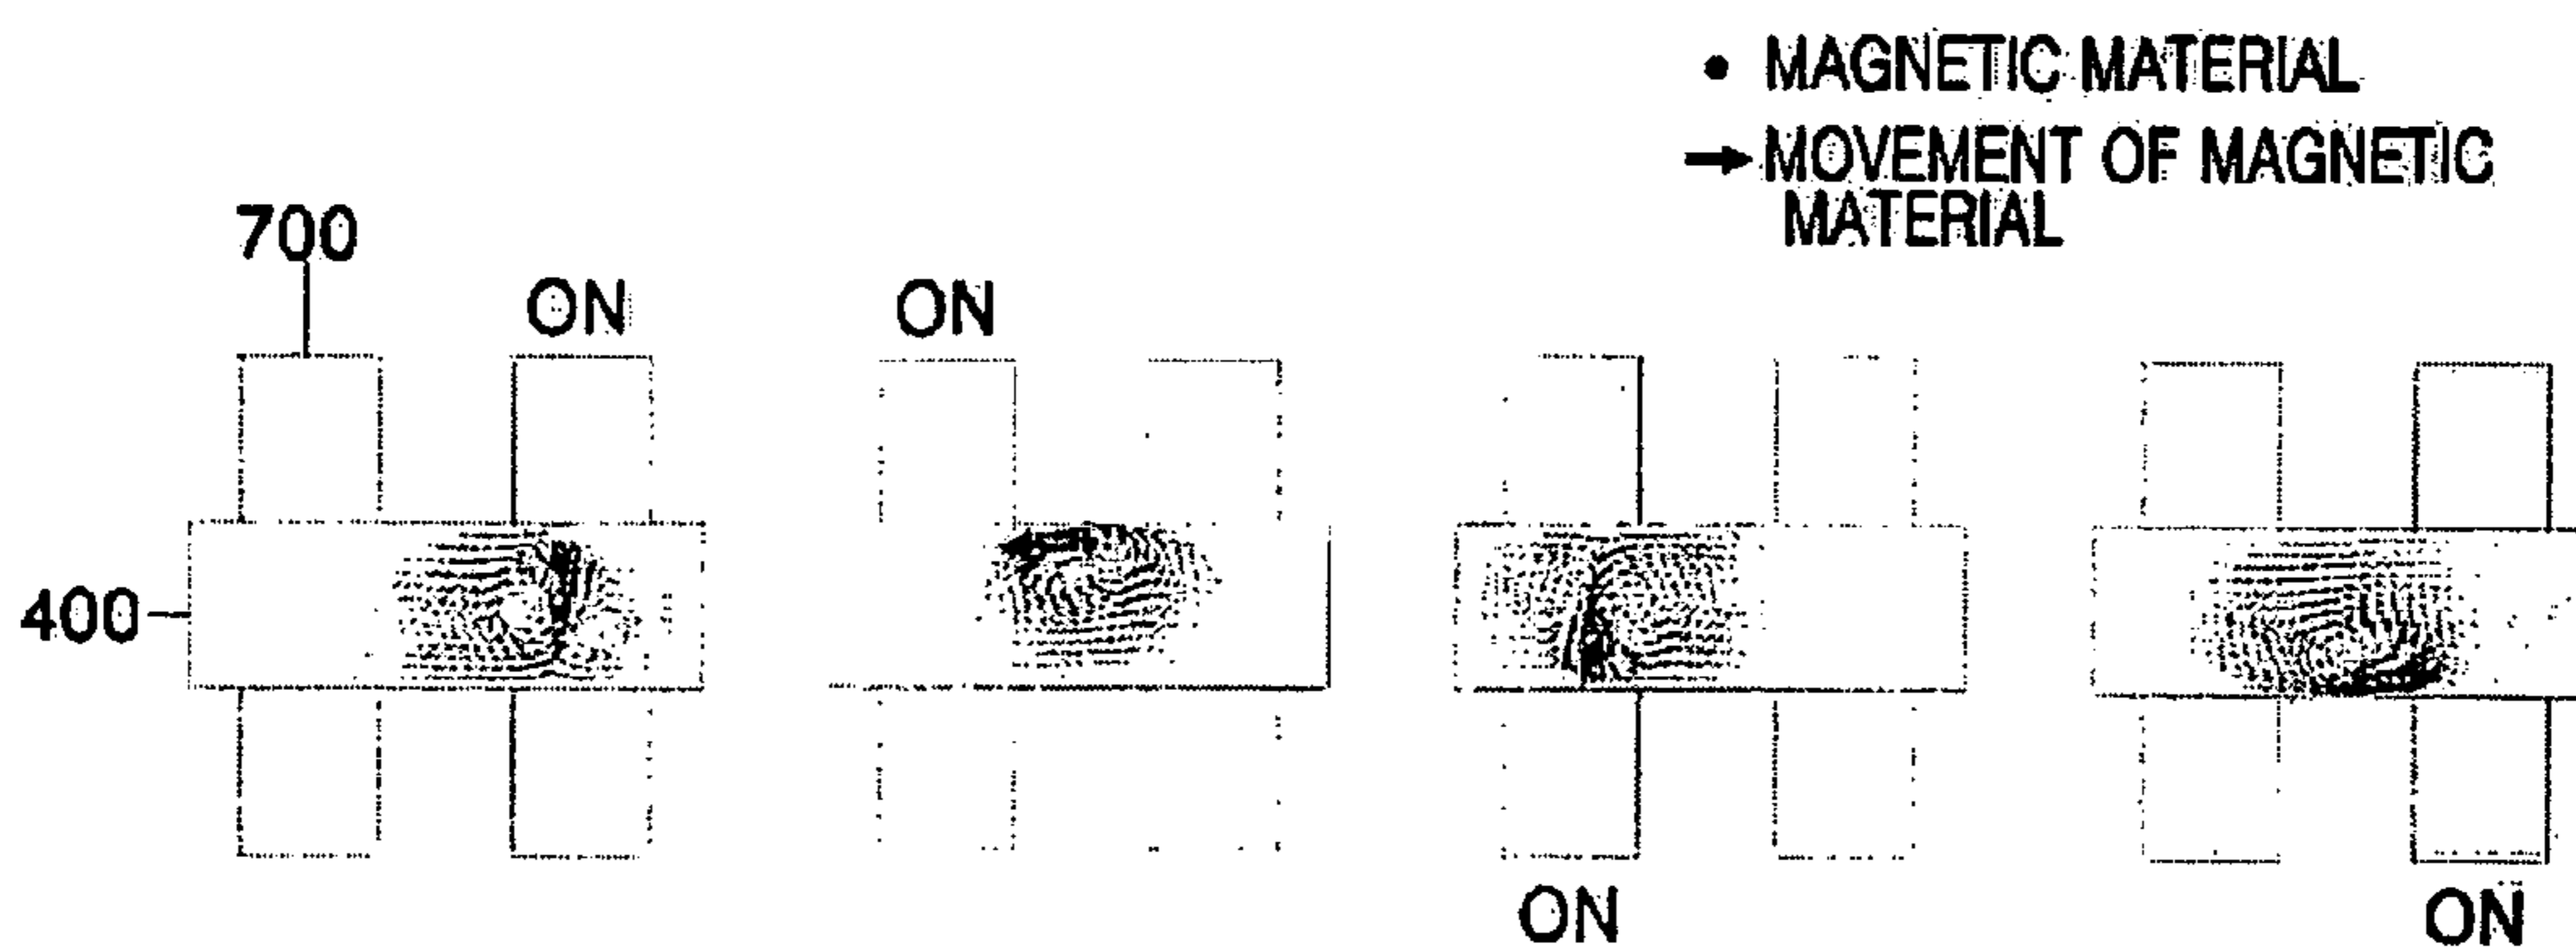 • MAGNETIC MATERIAL
→ MOVEMENT OF MAGNETIC
MATERIAL
700
ON
ON
400
ON
ON